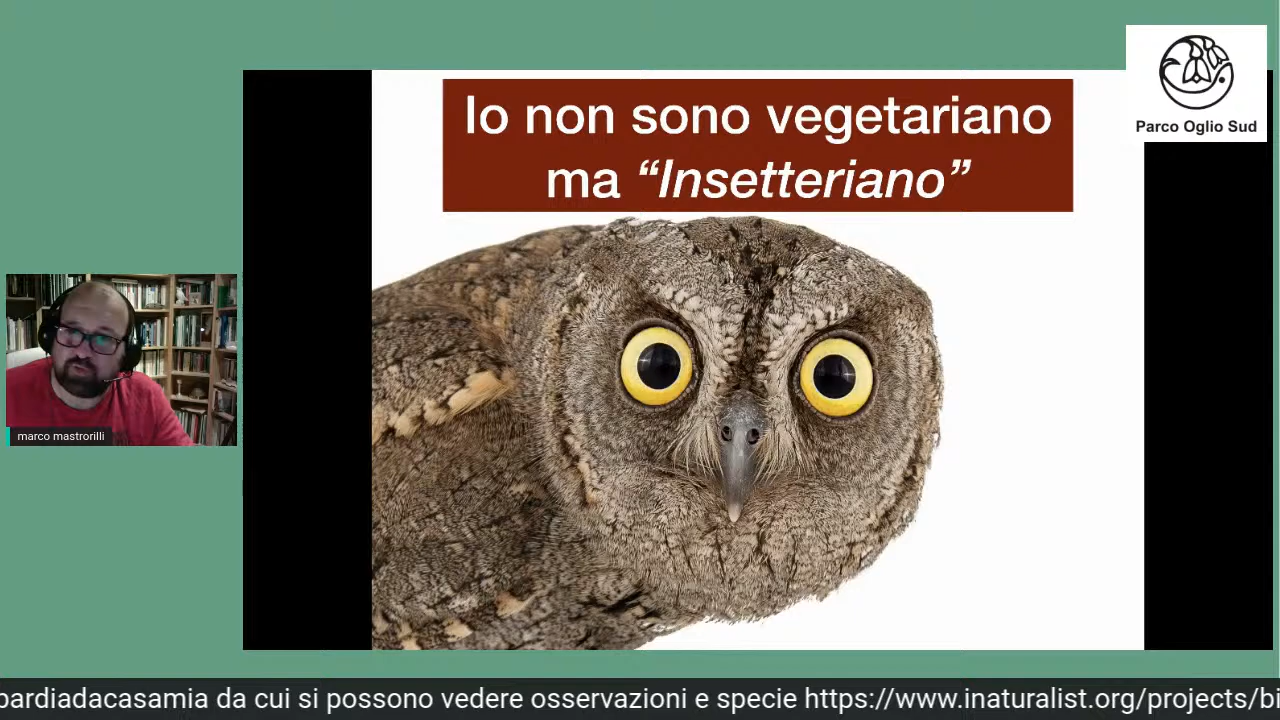 Io non sono vegetariano
ma “Insetteriano”
Parco Oglio Sud
marco mastrorilli
pardiadacasamia da cui si possono vedere osservazioni e specie https://www.inaturalist.org/projects/bi